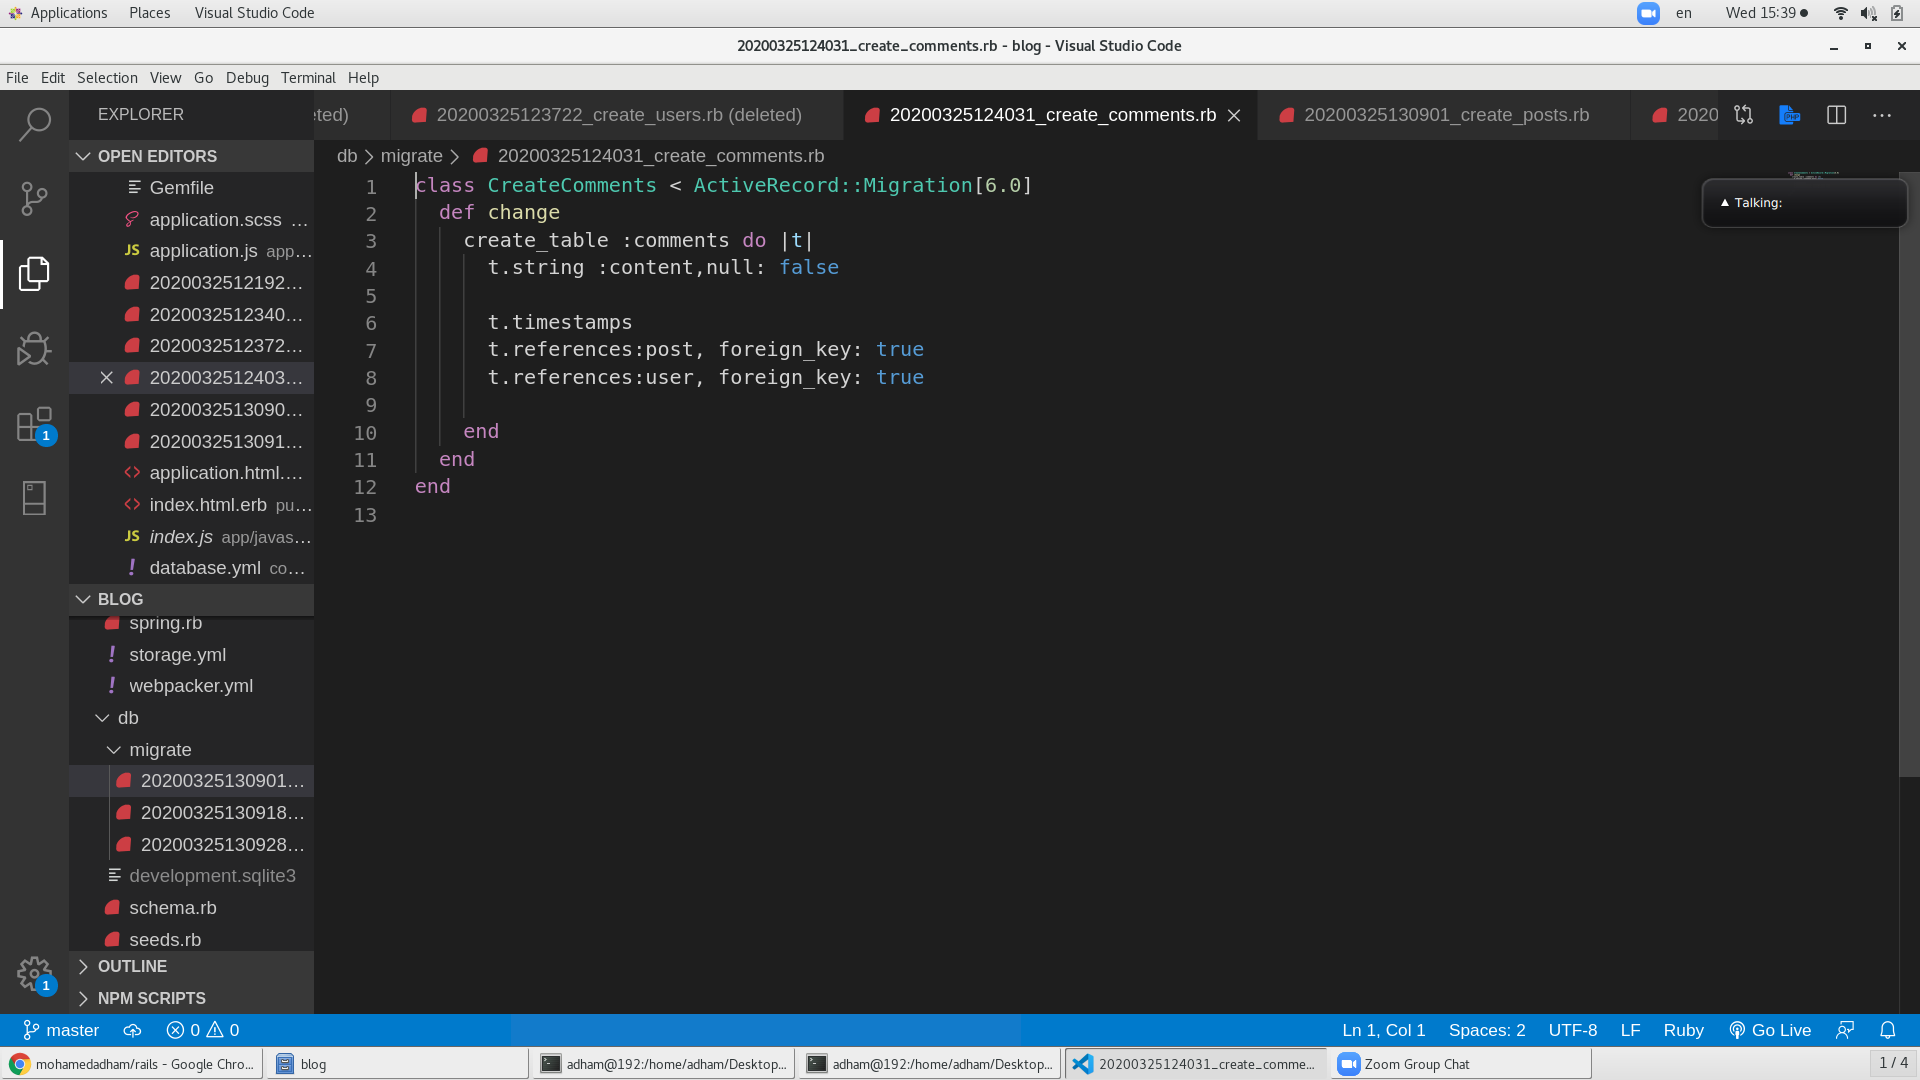 Applications Places Visual Studio Code en Wed 15:39
20200325124031_create_comments.rb - blog - Visual Studio Code
File Edit Selection View Go Debug Terminal Help
EXPLORER
ted) 20200325123722_create_users.rb (deleted) 20200325124031_create_comments.rb 20200325130901_create_posts.rb 2020
OPEN EDITORS
Gemfile
application.scss ...
JS application.js app...
2020032512192...
2020032512340...
2020032512372...
2020032512403...
2020032513090...
2020032513091...
<> application.html....
<> index.html.erb pu...
JS index.js app/javas...
! database.yml co...
BLOG
spring.rb
! storage.yml
! webpacker.yml
db
migrate
20200325130901...
20200325130918...
20200325130928...
development.sqlite3
schema.rb
seeds.rb
OUTLINE
NPM SCRIPTS
1
1
db > migrate > 20200325124031_create_comments.rb
1 class CreateComments < ActiveRecord::Migration[6.0]
2 def change
3 create_table :comments do |t|
4 t.string :content,null: false
5
6 t.timestamps
7 t.references:post, foreign_key: true
8 t.references:user, foreign_key: true
9
10 end
11 end
12 end
13
▲ Talking:
master 0 0 Ln 1, Col 1 Spaces: 2 UTF-8 LF Ruby Go Live
mohamedadham/rails - Google Chro... blog adham@192:/home/adham/Desktop... adham@192:/home/adham/Desktop... 20200325124031_create_comme... Zoom Group Chat 1 / 4